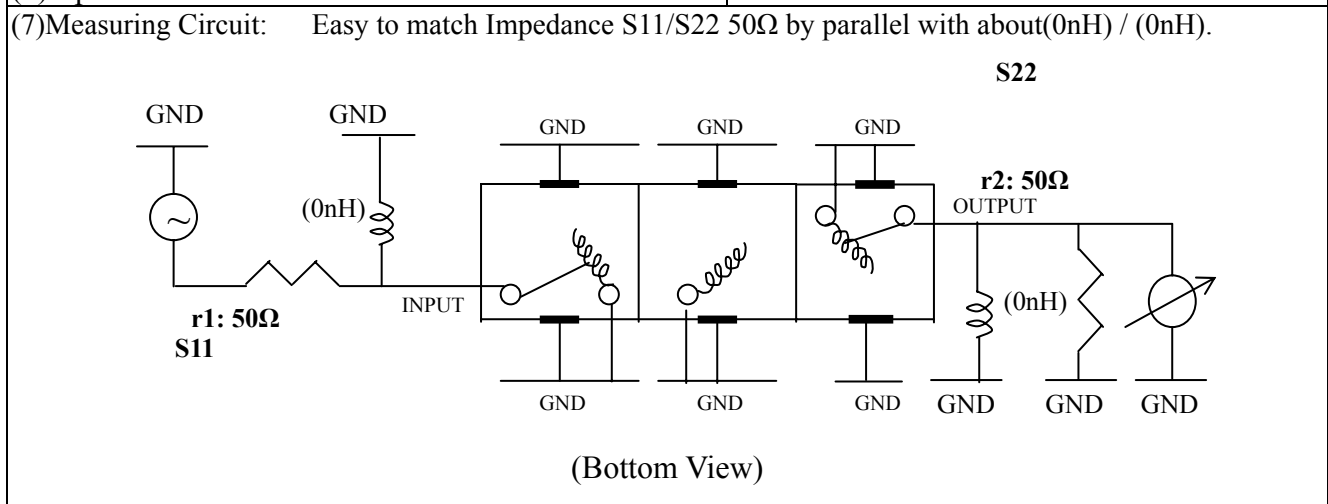 (7)Measuring Circuit: Easy to match Impedance S11/S22 50Ω by parallel with about(0nH) / (0nH).
S22
GND GND GND GND GND
r2: 50Ω
(0nH) OUTPUT
INPUT (0nH)
r1: 50Ω
S11
GND GND GND GND GND GND
(Bottom View)